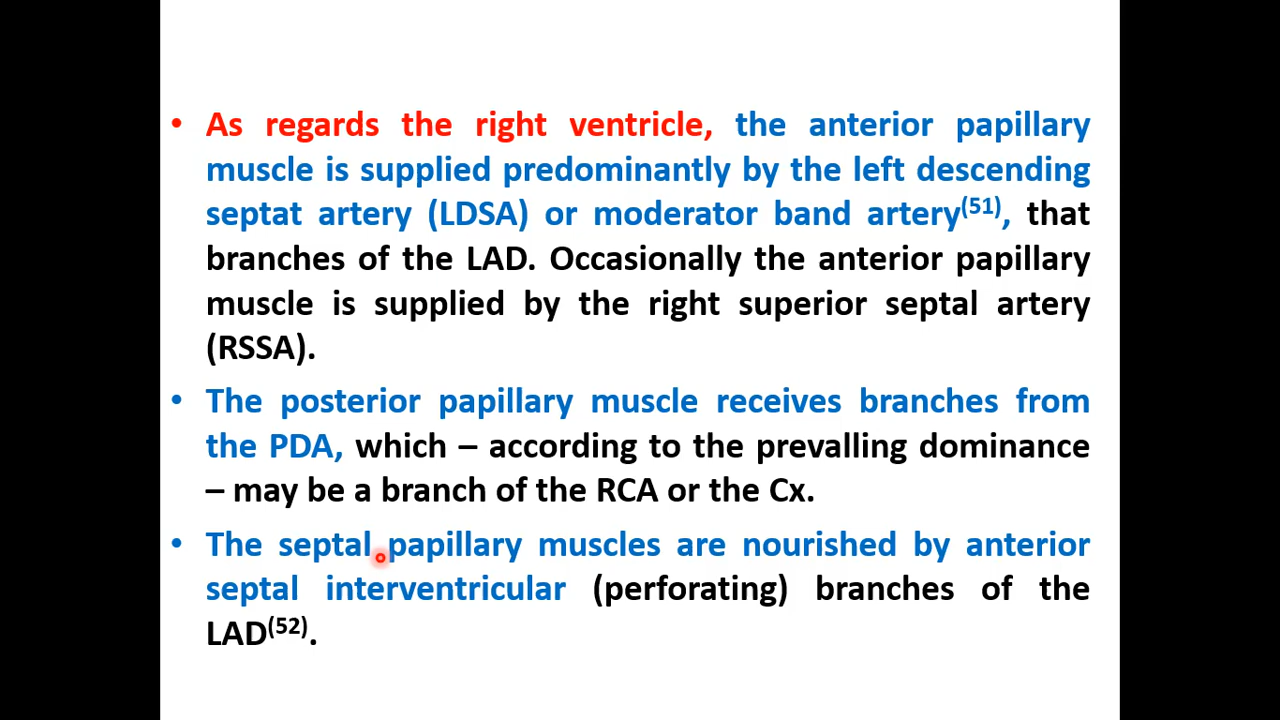 • As regards the right ventricle, the anterior papillary
muscle is supplied predominantly by the left descending
septat artery (LDSA) or moderator band artery(51), that
branches of the LAD. Occasionally the anterior papillary
muscle is supplied by the right superior septal artery
(RSSA).
• The posterior papillary muscle receives branches from
the PDA, which – according to the prevalling dominance
– may be a branch of the RCA or the Cx.
• The septal papillary muscles are nourished by anterior
septal interventricular (perforating) branches of the
LAD(52).